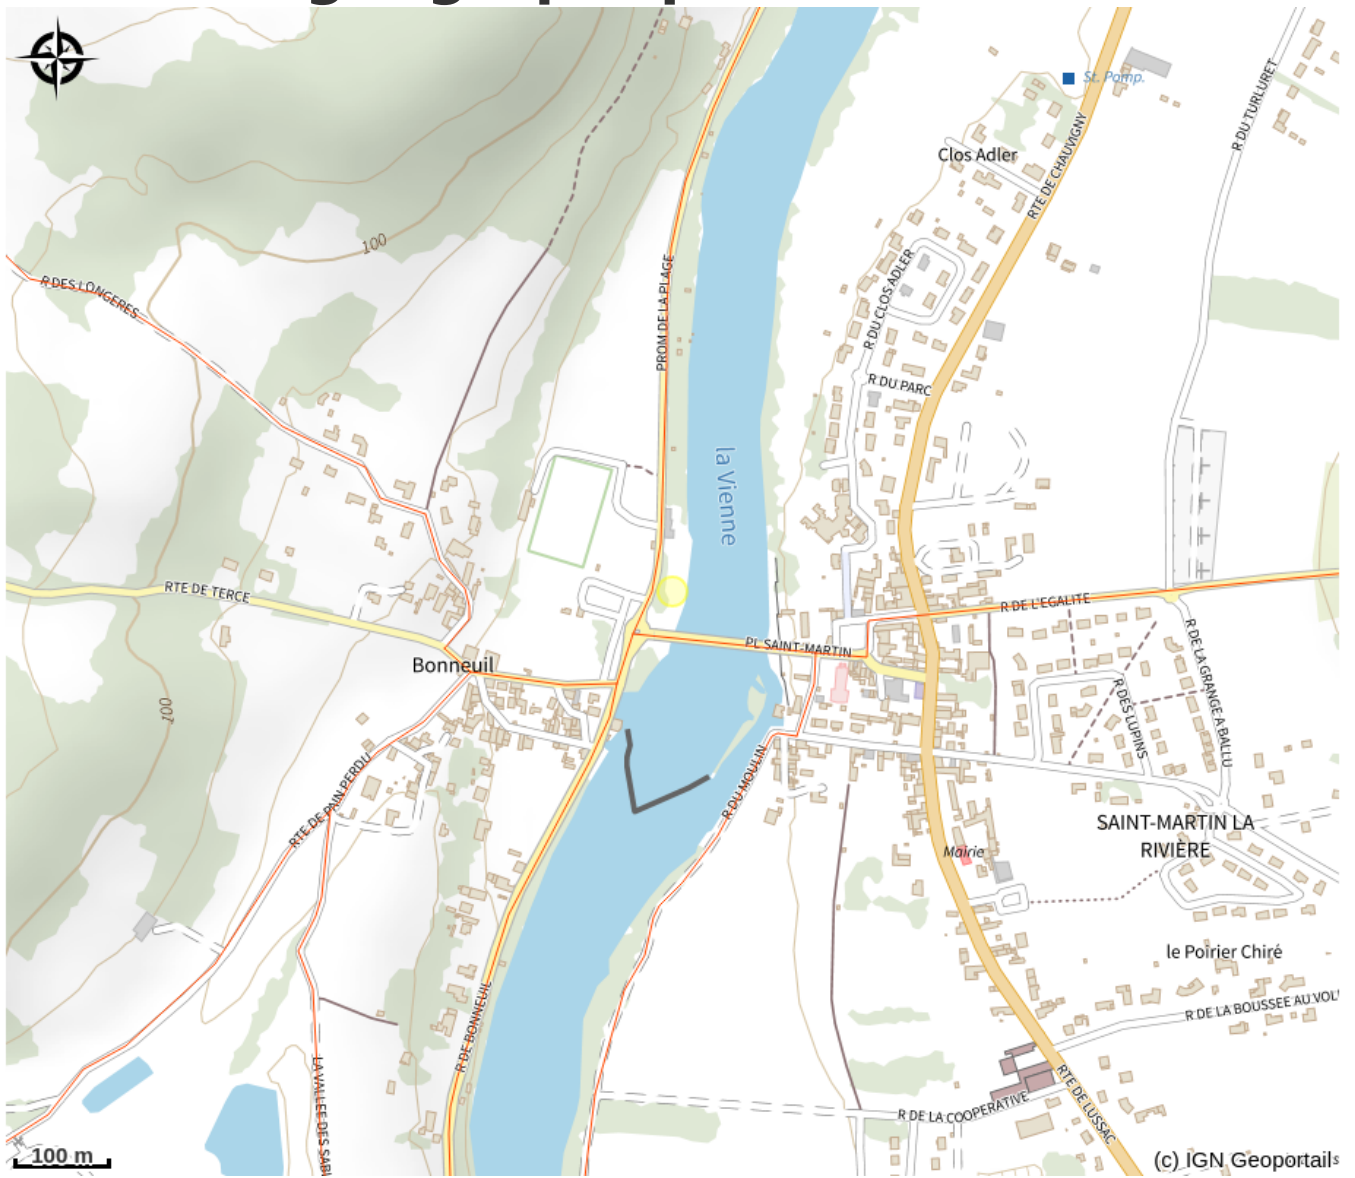 St. Pomp.
R DU TURLURET
Clos Adler
RTE DE CHAUVIGNY
100
R DES LONGERES
PROM DE LA PLAGE
R DU CLOS ADLER
R DU PARC
la Vienne
RTE DE TERCE
R DE L'EGALITE
PL SAINT-MARTIN
Bonneuil
R DE LA GRANGE A BALLU
R DES LUPINS
100
RTE DE PAIN PERDU
R DU MOULIN
SAINT-MARTIN LA
RIVIÈRE
Mairie
le Poirier Chiré
R DE BONNEUIL
R DE LA BOUSSEE AU VOL
LA VALLEE DES SABL
RTE DE LUSSAC
R DE LA COOPERATIVE
100 m
(c) IGN Geoportail